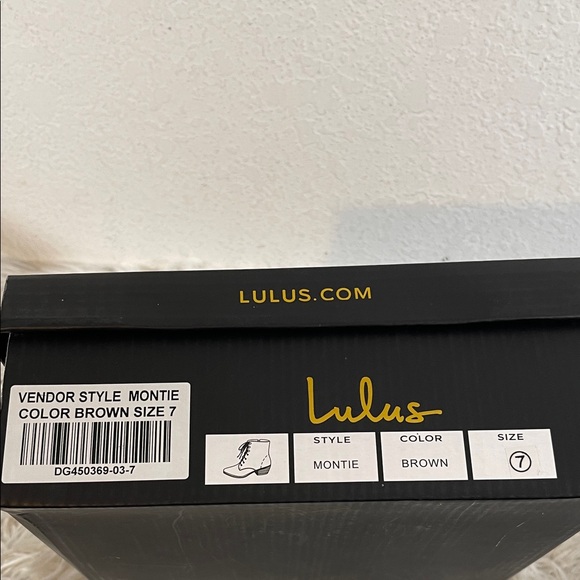 LULUS.COM
Lulus
VENDOR STYLE MONTIE
COLOR BROWN SIZE 7
DG450369-03-7
STYLE
MONTIE
COLOR
BROWN
SIZE
7